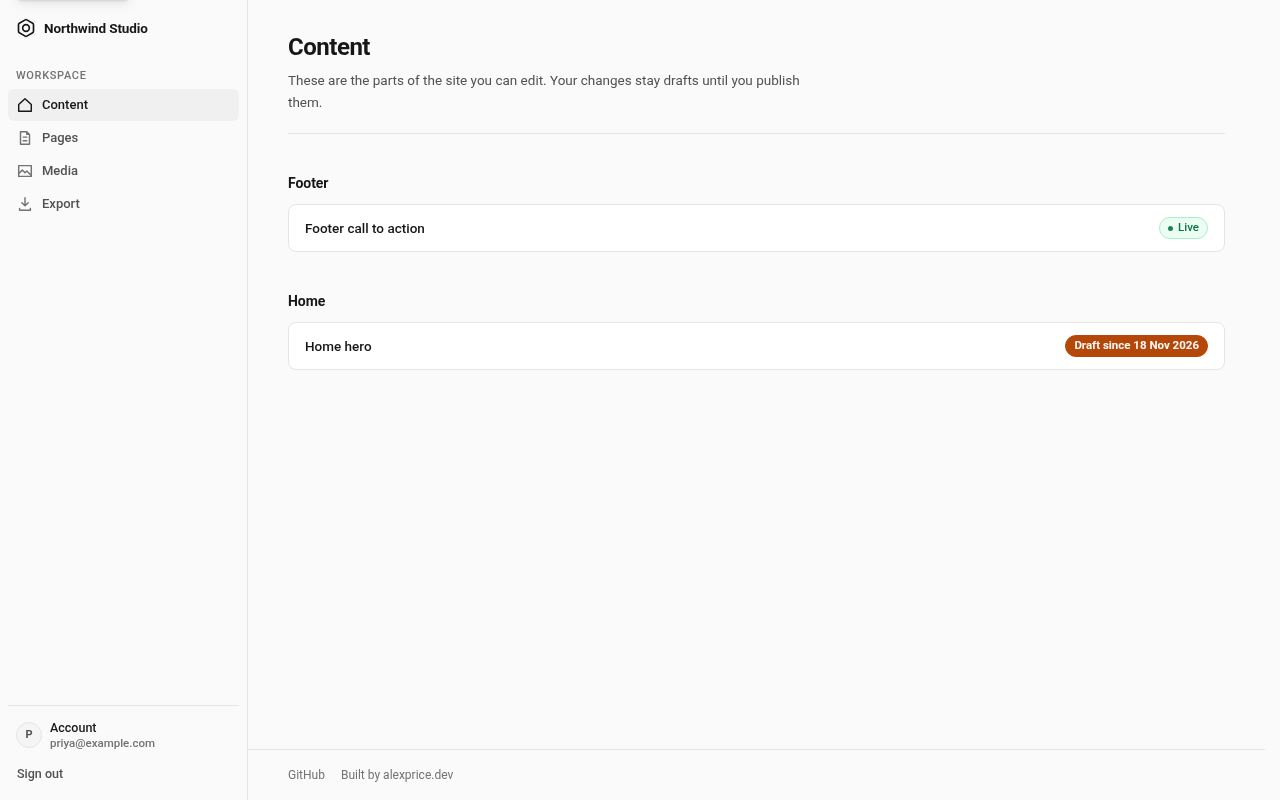 Northwind Studio
WORKSPACE
Content
Pages
Media
Export
P
Account
priya@example.com
Sign out
Content
These are the parts of the site you can edit. Your changes stay drafts until you publish
them.
Footer
Footer call to action
Live
Home
Home hero
Draft since 18 Nov 2026
GitHub
Built by alexprice.dev